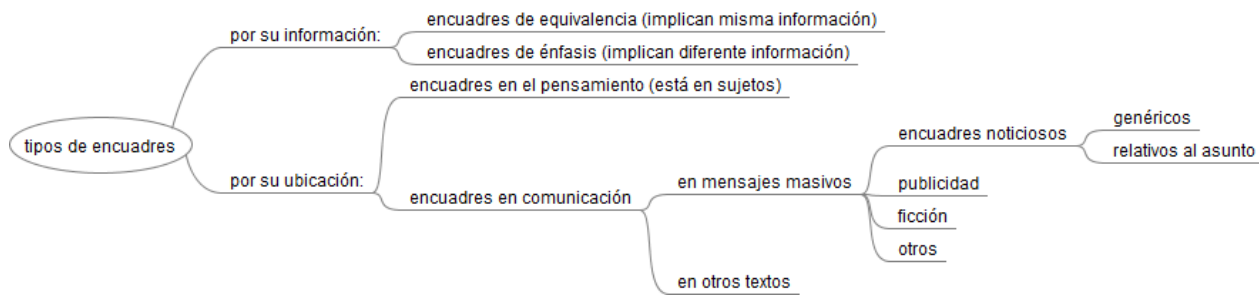 tipos de encuadres
por su información:
encuadres de equivalencia (implican misma información)
encuadres de énfasis (implican diferente información)
por su ubicación:
encuadres en el pensamiento (está en sujetos)
encuadres en comunicación
en mensajes masivos
encuadres noticiosos
genéricos
relativos al asunto
publicidad
ficción
otros
en otros textos